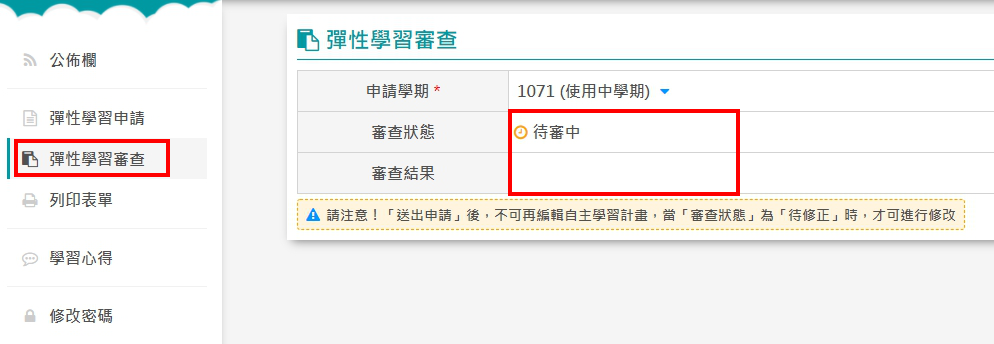 公佈欄
彈性學習申請
彈性學習審查
列印表單
學習心得
修改密碼
彈性學習審查
申請學期 * 1071 (使用中學期)
審查狀態 待審中
審查結果
請注意！「送出申請」後，不可再編輯自主學習計畫，當「審查狀態」為「待修正」時，才可進行修改